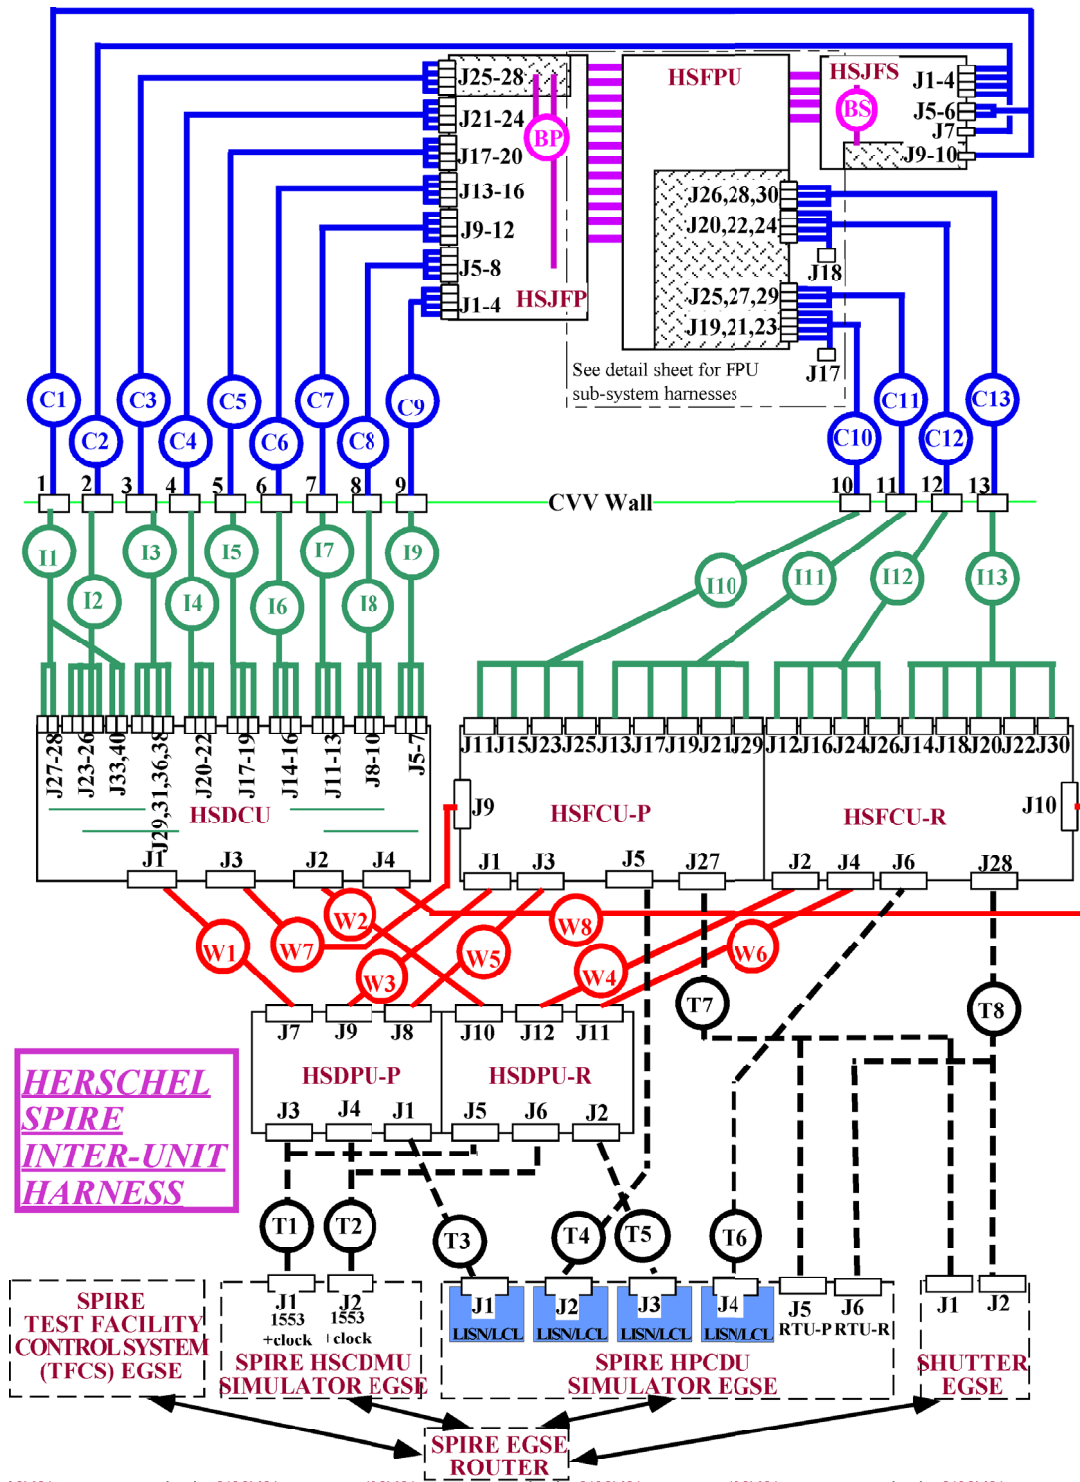 J25-28
HSFPU
HSJFS
J1-4
J21-24
BP
BS
J5-6
J7
J17-20
J9-10
J13-16
J26,28,30
J9-12
J20,22,24
J5-8
J18
HSJFP
J25,27,29
J1-4
J19,21,23
J17
See detail sheet for FPU
sub-system harnesses
C1
C3
C5
C7
C9
C11
C13
C2
C4
C6
C8
C10
C12
1
2
3
4
5
6
7
8
9
10
11
12
13
CVV Wall
I1
I3
I5
I7
I9
I2
I4
I6
I8
I10
I11
I12
I13
J27-28
J23-26
J33,40
J29,31,36,38
J20-22
J17-19
J14-16
J11-13
J8-10
J5-7
J11
J15
J23
J25
J13
J17
J19
J21
J29
J12
J16
J24
J26
J14
J18
J20
J22
J30
HSDCU
J9
HSFCU-P
HSFCU-R
J10
J1
J3
J2
J4
J1
J3
J5
J27
J2
J4
J6
J28
W1
W7
W2
W3
W5
W8
W4
W6
T7
T8
J7
J9
J8
J10
J12
J11
HSDPU-P
HSDPU-R
J3
J4
J1
J5
J6
J2
HERSCHEL
SPIRE
INTER-UNIT
HARNESS
T1
T2
T3
T4
T5
T6
J1
1553
+clock
J2
1553
+clock
J1
LISN/LCL
J2
LISN/LCL
J3
LISN/LCL
J4
LISN/LCL
J5
RTU-P
J6
RTU-R
J1
J2
SPIRE
TEST FACILITY
CONTROL SYSTEM
(TFCS) EGSE
SPIRE HSCDMU
SIMULATOR EGSE
SPIRE HPCDU
SIMULATOR EGSE
SHUTTER
EGSE
SPIRE EGSE
ROUTER